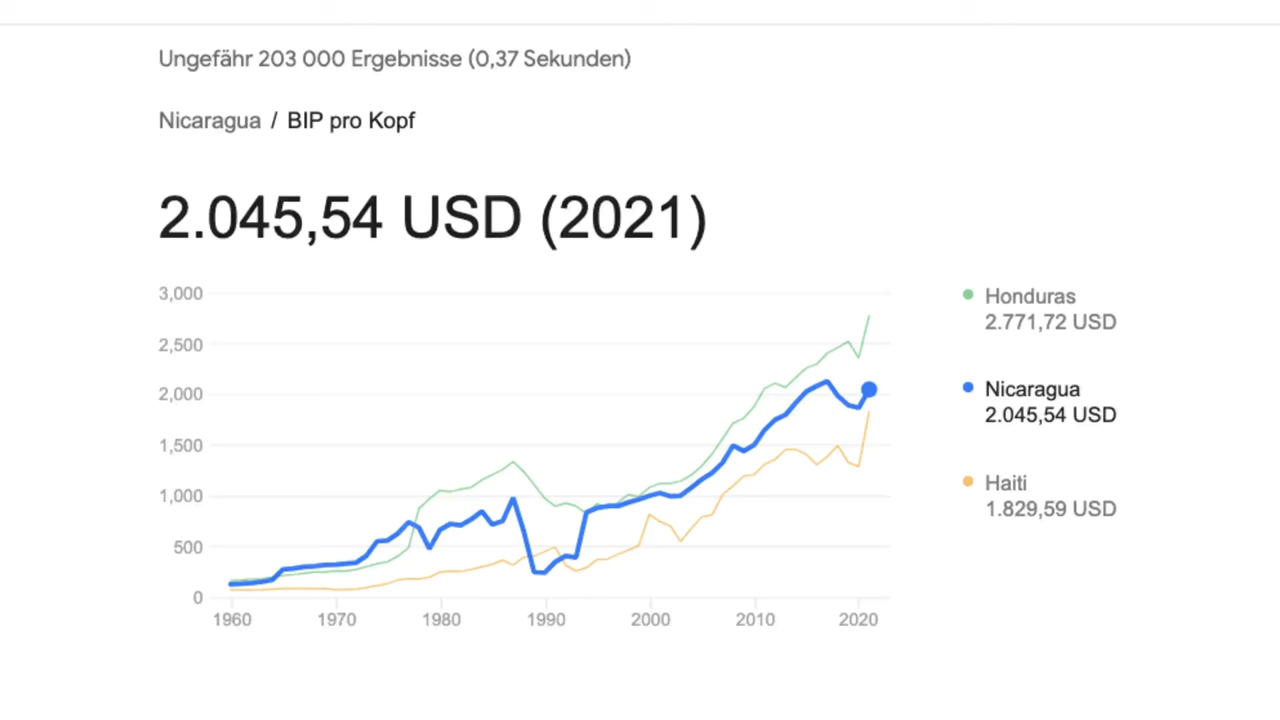 Ungefähr 203 000 Ergebnisse (0,37 Sekunden)
Nicaragua / BIP pro Kopf
2.045,54 USD (2021)
3,000
2,500
2,000
1,500
1,000
500
0
1960 1970 1980 1990 2000 2010 2020
Honduras
2.771,72 USD
Nicaragua
2.045,54 USD
Haiti
1.829,59 USD